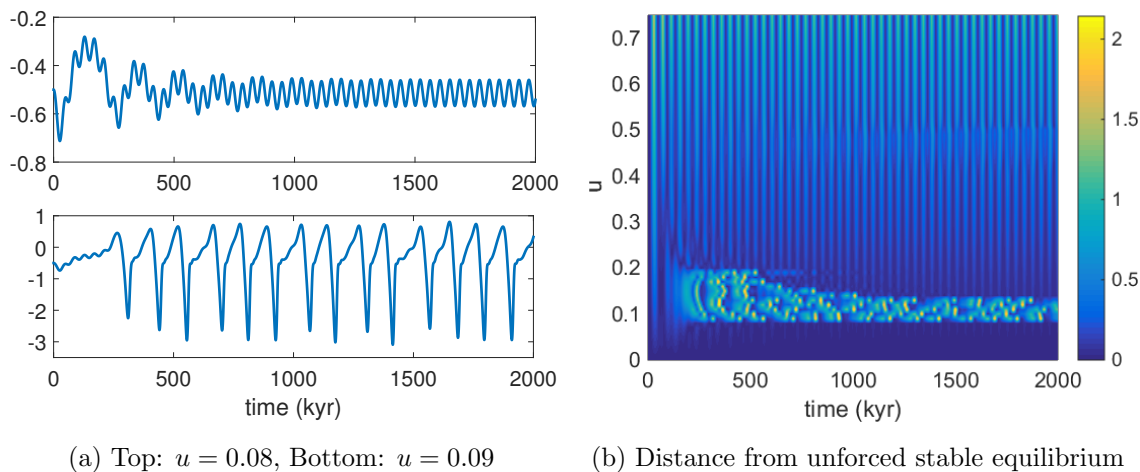 -0.2
-0.4
-0.6
-0.8
0 500 1000 1500 2000
1
0
-1
-2
-3
0 500 1000 1500 2000
time (kyr)
(a) Top: u = 0.08, Bottom: u = 0.09
0.7
0.6
0.5
0.4
0.3
0.2
0.1
0
u
0 500 1000 1500 2000
time (kyr)
2
1.5
1
0.5
0
(b) Distance from unforced stable equilibrium